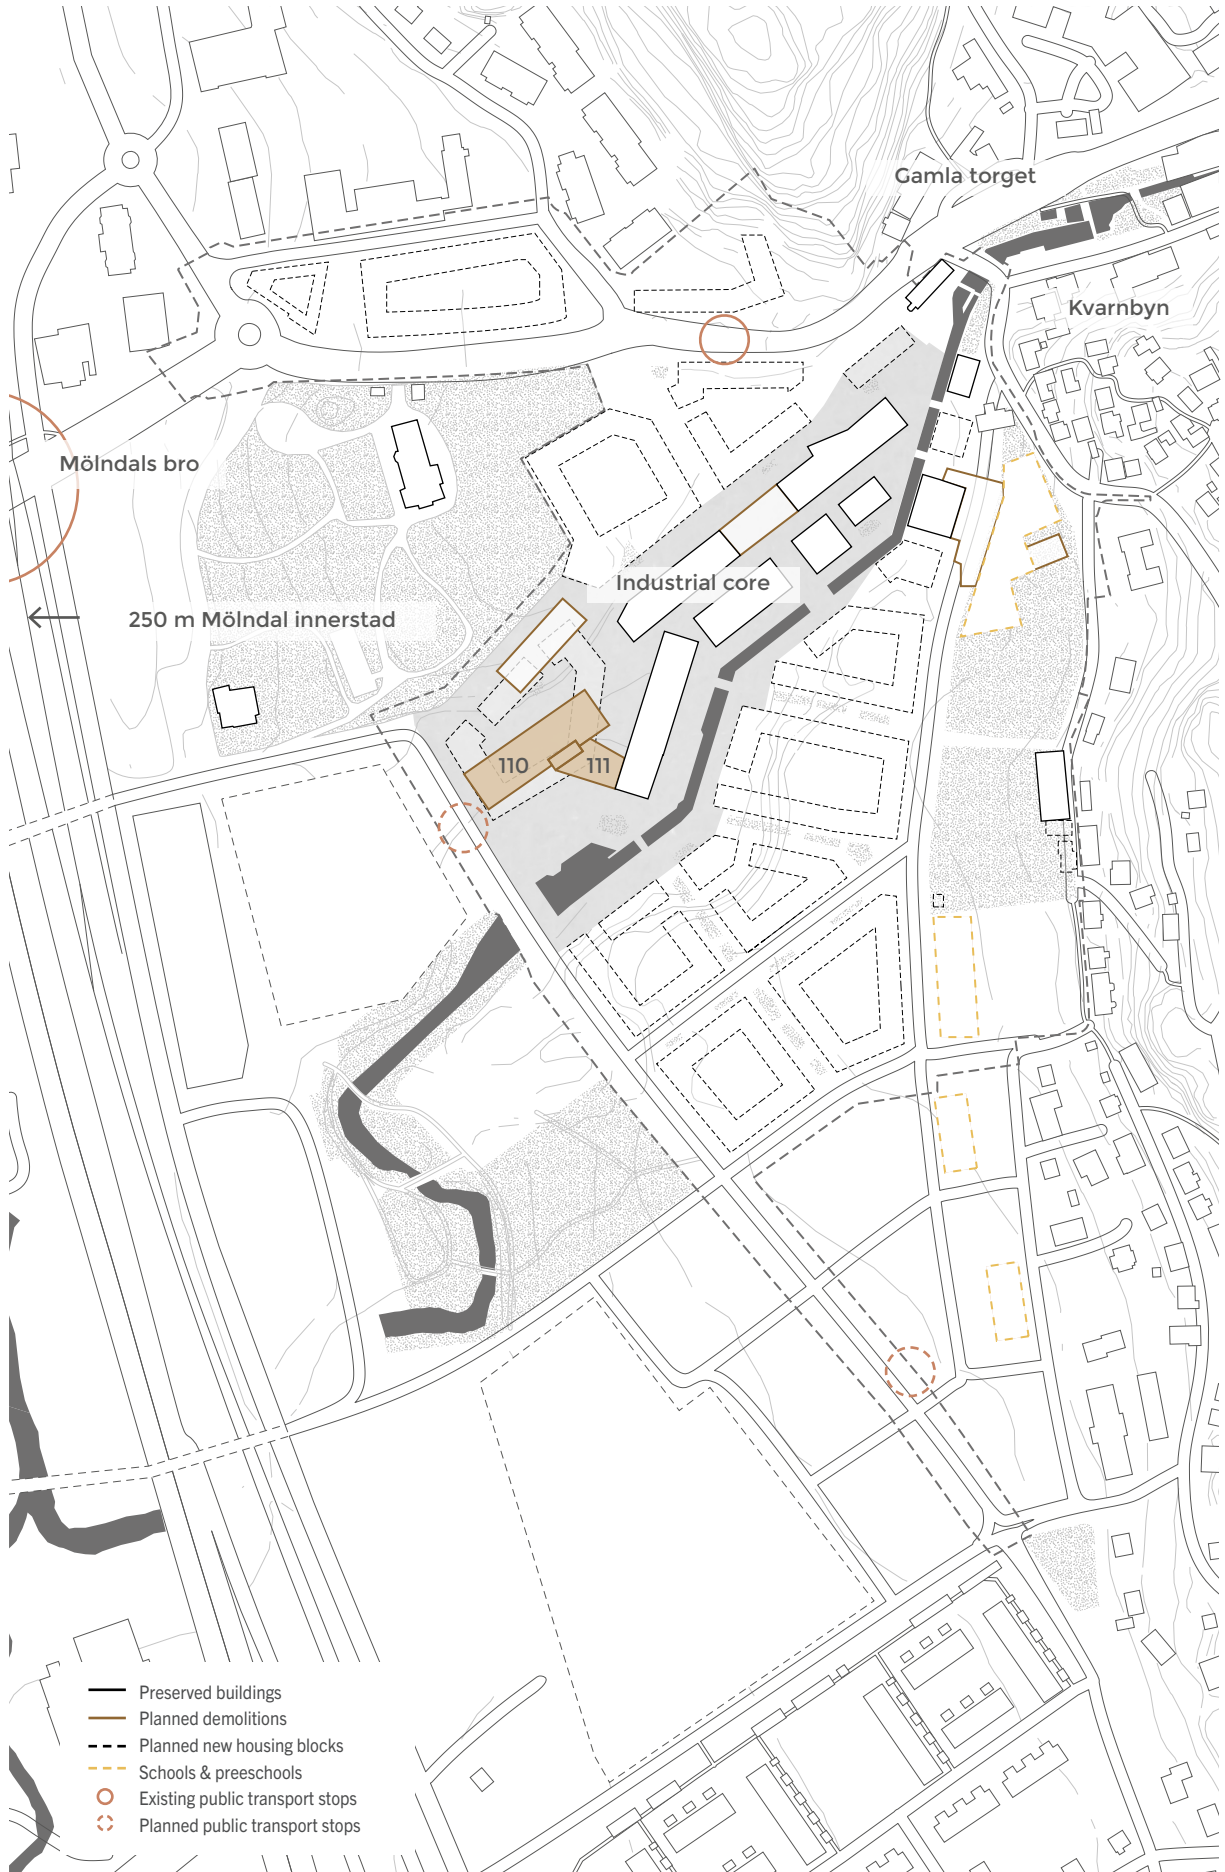 Gamla torget
Kvarnbyn
Mölndals bro
Industrial core
250 m Mölndal innerstad
110
111
Preserved buildings
Planned demolitions
Planned new housing blocks
Schools & preeschools
Existing public transport stops
Planned public transport stops